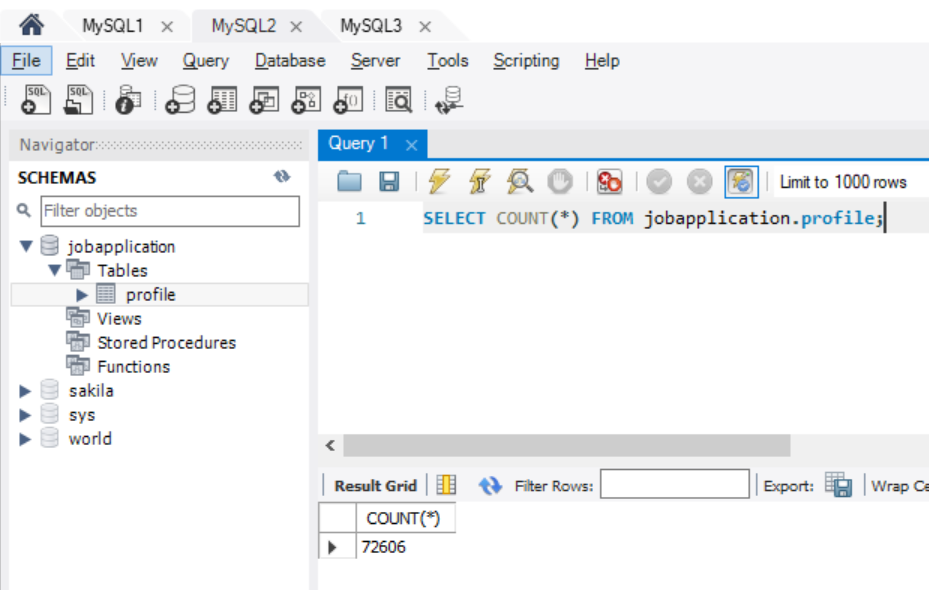 MySQL1 × MySQL2 × MySQL3 ×
File Edit View Query Database Server Tools Scripting Help
SQL SQL
Navigator Query 1 ×
SCHEMAS Limit to 1000 rows
Filter objects 1 SELECT COUNT(*) FROM jobapplication.profile;
jobapplication
Tables
profile
Views
Stored Procedures
Functions
sakila
sys
world
Result Grid Filter Rows: Export: Wrap Ce
COUNT(*)
72606